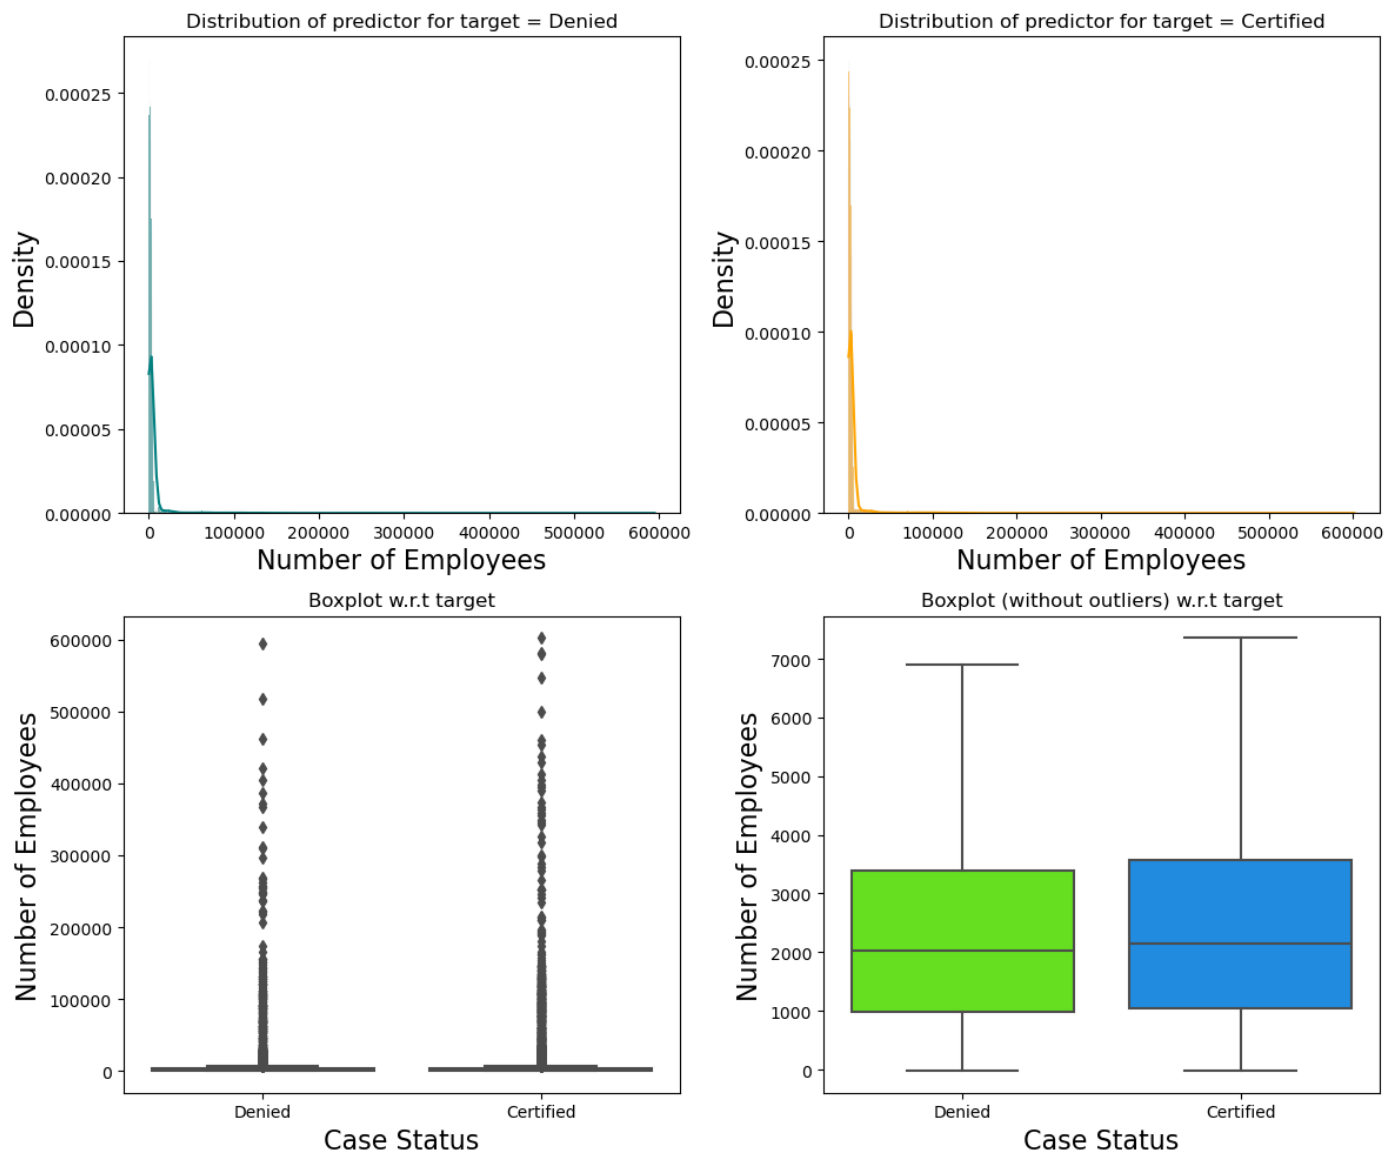 Distribution of predictor for target = Denied
0.00025
0.00020
0.00015
0.00010
0.00005
0.00000
Density
0 100000 200000 300000 400000 500000 600000
Number of Employees
Distribution of predictor for target = Certified
0.00025
0.00020
0.00015
0.00010
0.00005
0.00000
Density
0 100000 200000 300000 400000 500000 600000
Number of Employees
Boxplot w.r.t target
600000
500000
400000
300000
200000
100000
0
Number of Employees
Denied Certified
Case Status
Boxplot (without outliers) w.r.t target
7000
6000
5000
4000
3000
2000
1000
0
Number of Employees
Denied Certified
Case Status